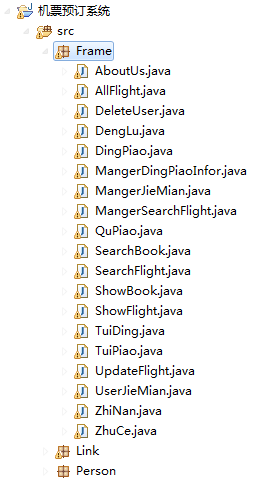 机票预订系统
src
Frame
AboutUs.java
AllFlight.java
DeleteUser.java
DengLu.java
DingPiao.java
MangerDingPiaoInfor.java
MangerJieMian.java
MangerSearchFlight.java
QuPiao.java
SearchBook.java
SearchFlight.java
ShowBook.java
ShowFlight.java
TuiDing.java
TuiPiao.java
UpdateFlight.java
UserJieMian.java
ZhiNan.java
ZhuCe.java
Link
Person